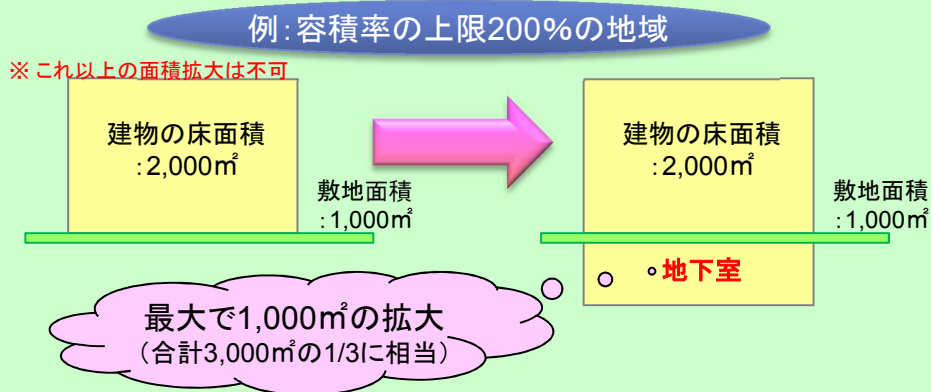 例：容積率の上限200％の地域
※ これ以上の面積拡大は不可
建物の床面積
：2,000㎡
敷地面積
：1,000㎡
建物の床面積
：2,000㎡
敷地面積
：1,000㎡
地下室
最大で1,000㎡の拡大
（合計3,000㎡の1/3に相当）